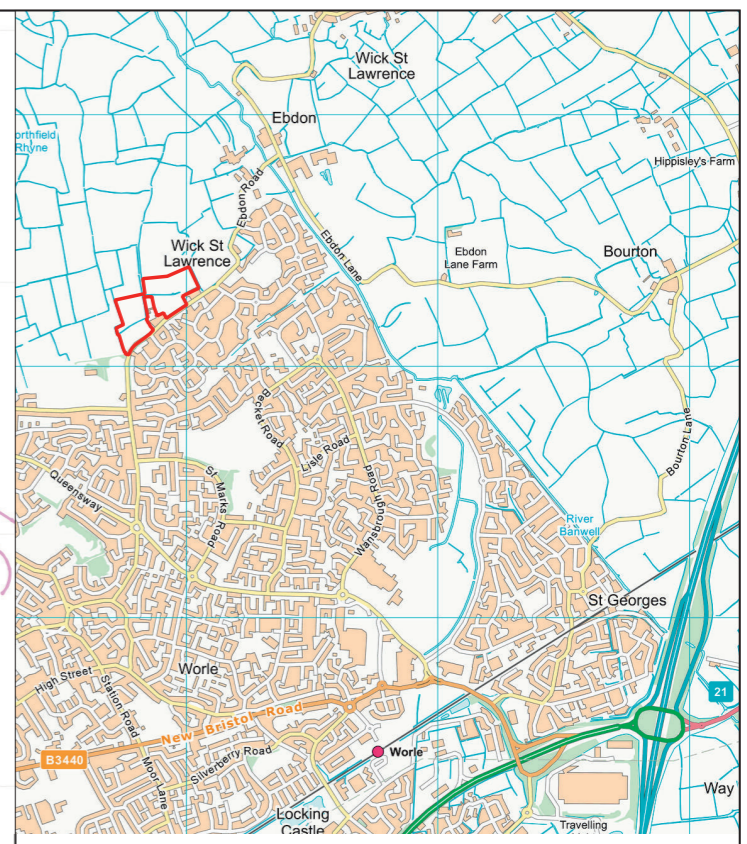 Wick St
Lawrence
Ebdon
orthfield
Rhyne
Hippisley's Farm
Ebdon Road
Wick St
Lawrence
Ebdon Lane
Ebdon
Lane Farm
Bourton
Becket Road
Lisle Road
Bourton Lane
Queensway
St. Marks Road
Wansbrough Road
River
Banwell
St Georges
High Street
Worle
Station Road
21
New Bristol Road
B3440
Silverberry Road
Worle
Moor Lane
Way
Locking
Castle
Travelling